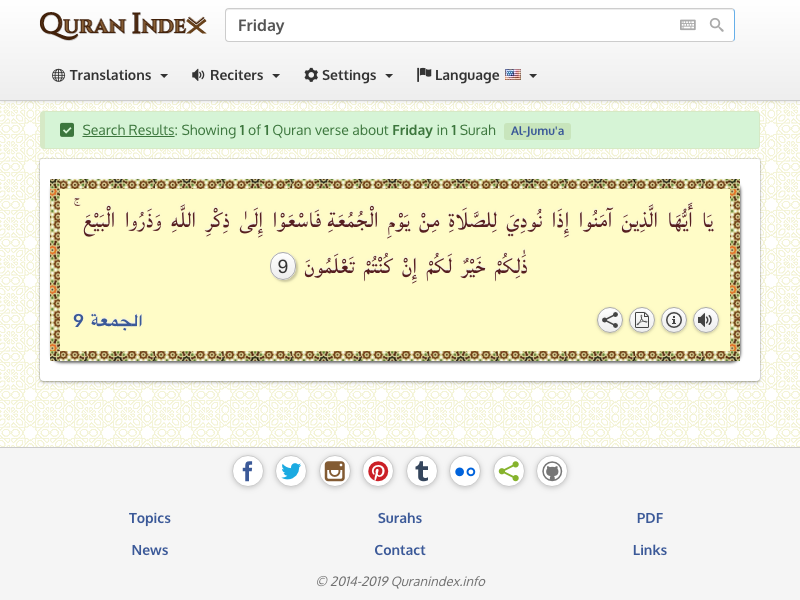 QURAN INDEX
Friday
Translations Reciters Settings Language
Search Results: Showing 1 of 1 Quran verse about Friday in 1 Surah Al-Jumu'a
يَا أَيُّهَا الَّذِينَ آمَنُوا إِذَا نُودِيَ لِلصَّلَاةِ مِنْ يَوْمِ الْجُمُعَةِ فَاسْعَوْا إِلَىٰ ذِكْرِ اللَّهِ وَذَرُوا الْبَيْعَ ۚ
ذَٰلِكُمْ خَيْرٌ لَكُمْ إِنْ كُنْتُمْ تَعْلَمُونَ 9
الجمعة 9
Topics Surahs PDF
News Contact Links
© 2014-2019 Quranindex.info